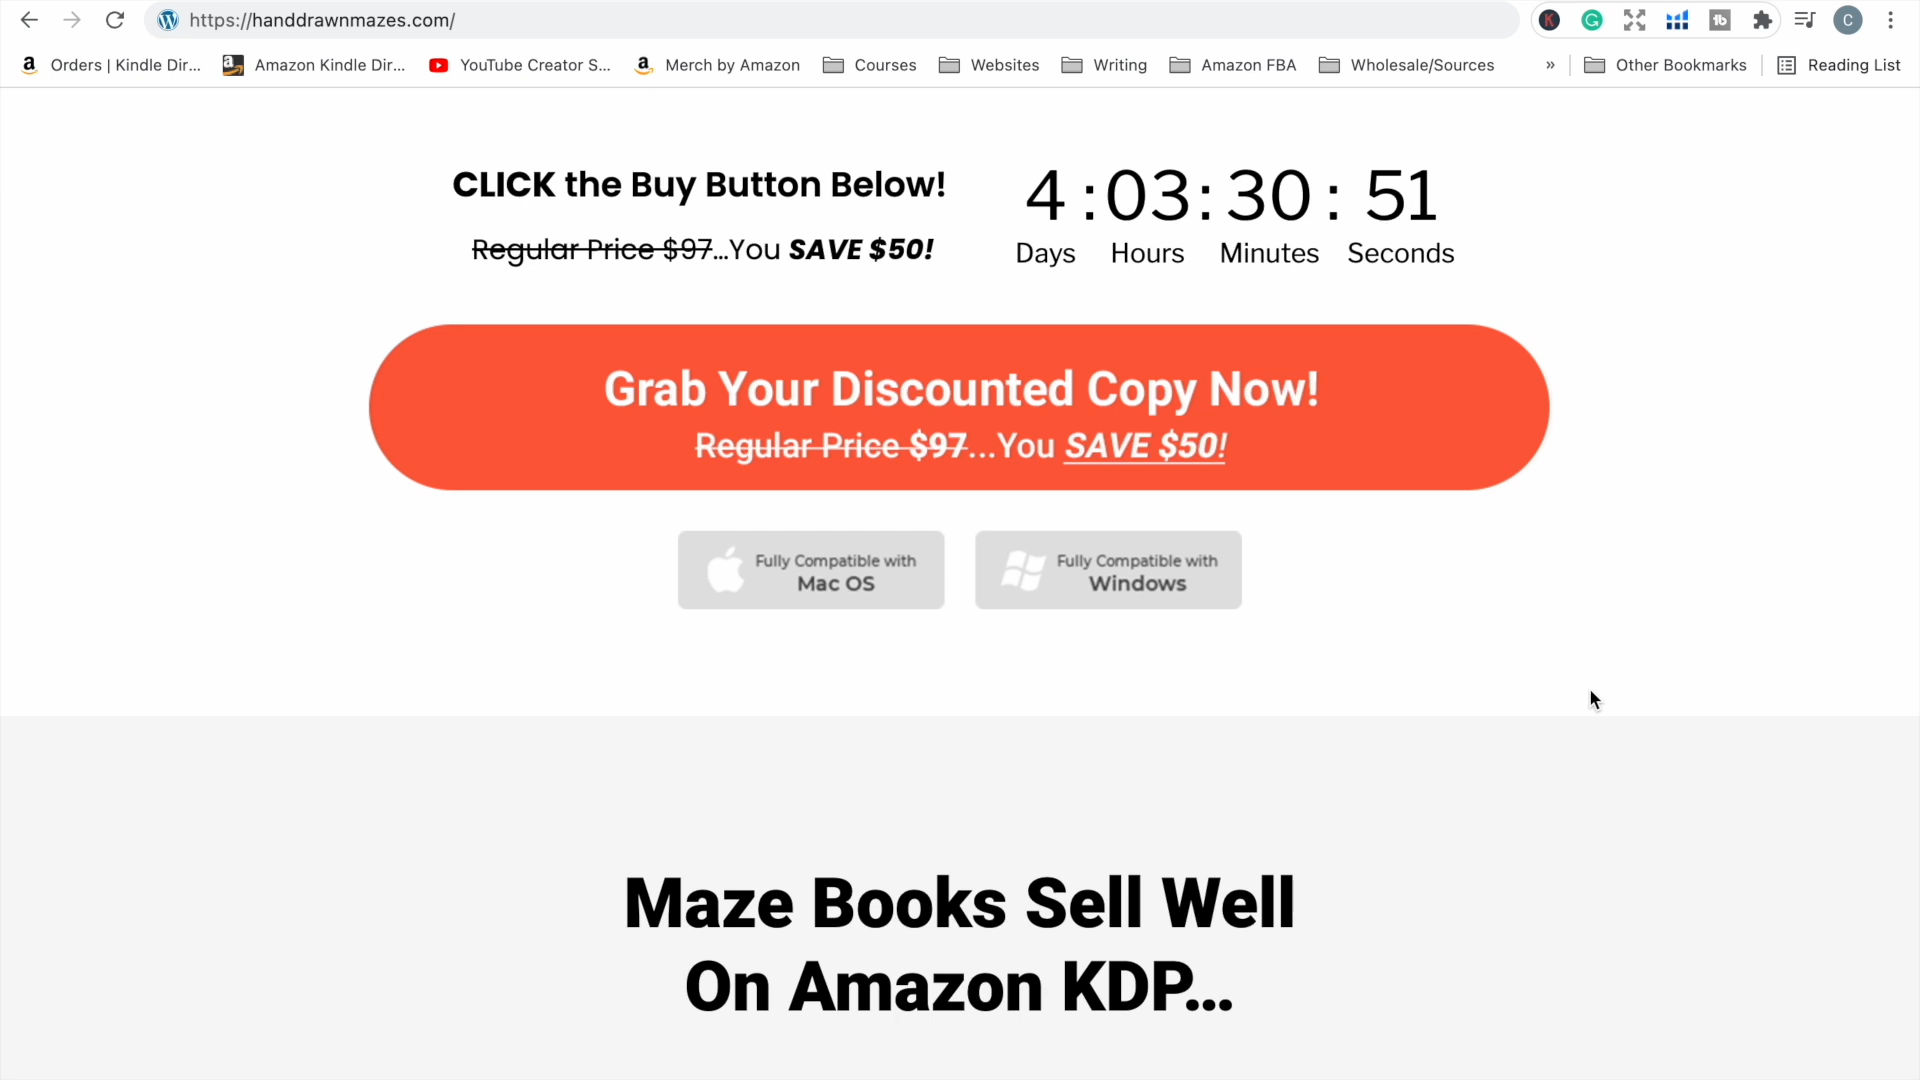 https://handdrawnmazes.com/
C
Orders | Kindle Dir...
Amazon Kindle Dir...
YouTube Creator S...
Merch by Amazon
Courses
Websites
Writing
Amazon FBA
Wholesale/Sources
»
Other Bookmarks
Reading List
CLICK the Buy Button Below!
Regular Price $97...You SAVE $50!
4 : 03 : 30 : 51
Days Hours Minutes Seconds
Grab Your Discounted Copy Now!
Regular Price $97...You SAVE $50!
Fully Compatible with
Mac OS
Fully Compatible with
Windows
Maze Books Sell Well
On Amazon KDP...